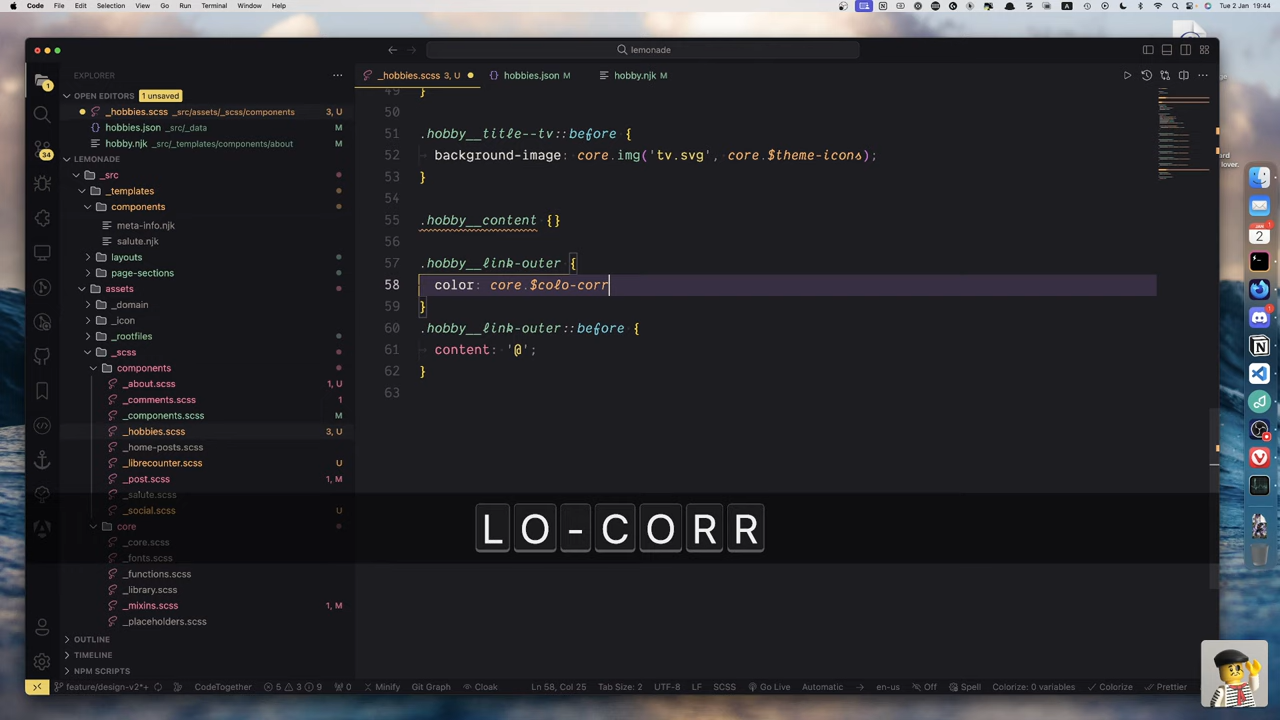 Code File Edit Selection View Go Run Terminal Window Help
Tue 2 Jan 19:44
lemonade
EXPLORER
_hobbies.scss 3, U
hobbies.json M
hobby.njk M
OPEN EDITORS 1 unsaved
_hobbies.scss _src/assets/_scss/components 3, U
hobbies.json _src/_data M
hobby.njk _src/_templates/components/about M
LEMONADE
_src
_templates
components
meta-info.njk
salute.njk
layouts
page-sections
assets
_domain
_icon
_rootfiles
_scss
components
_about.scss 1, U
_comments.scss 1
_components.scss M
_hobbies.scss 3, U
_home-posts.scss
_librecounter.scss U
_post.scss 1, M
_salute.scss
_social.scss U
core
_core.scss
_fonts.scss
_functions.scss
_library.scss
_mixins.scss 1, M
_placeholders.scss
OUTLINE
TIMELINE
NPM SCRIPTS
49 }
50
51 .hobby__title--tv::before {
52 background-image: core.img('tv.svg', core.$theme-icons);
53 }
54
55 .hobby__content {}
56
57 .hobby__link-outer {
58 color: core.$colo-corr
59 }
60 .hobby__link-outer::before {
61 content: '@';
62 }
63
LO-CORR
feature/design-v2*+ CodeTogether 5 3 9 0 Minify Git Graph Cloak Ln 58, Col 25 Tab Size: 2 UTF-8 LF SCSS Go Live Automatic en-us Off Spell Colorize: 0 variables Colorize Prettier